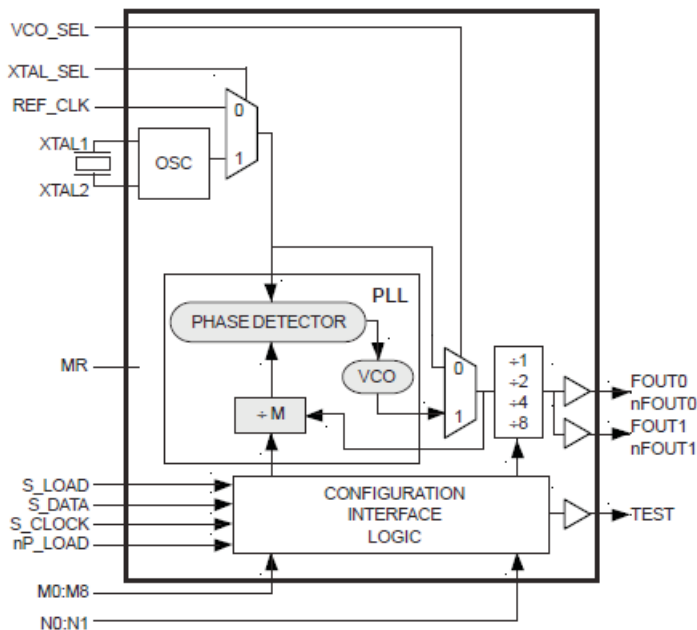 VCO_SEL
XTAL_SEL
REF_CLK
0
XTAL1
OSC
1
XTAL2
PLL
PHASE DETECTOR
MR
VCO
0
÷1
÷2
÷4
÷8
FOUT0
nFOUT0
FOUT1
nFOUT1
÷ M
1
S_LOAD
S_DATA
S_CLOCK
nP_LOAD
CONFIGURATION
INTERFACE
LOGIC
TEST
M0:M8
N0:N1